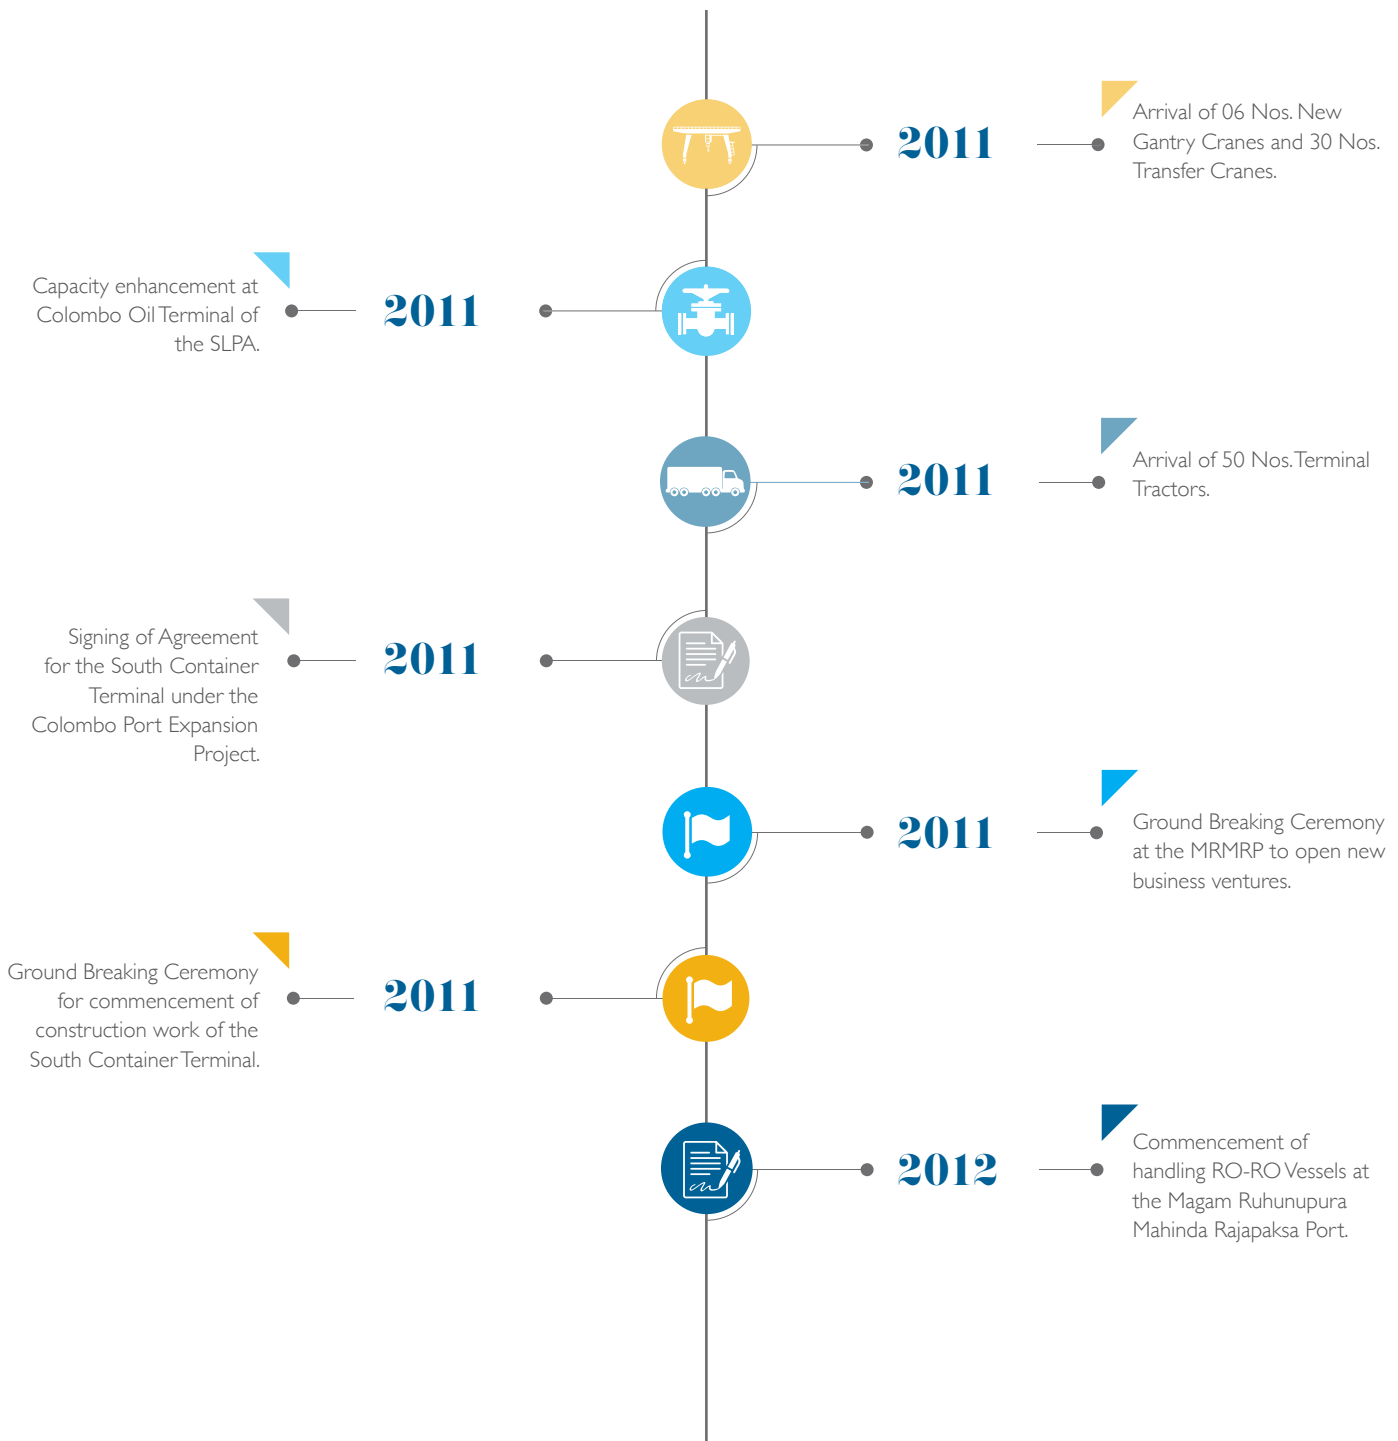 2011
Arrival of 06 Nos. New
Gantry Cranes and 30 Nos.
Transfer Cranes.
Capacity enhancement at
Colombo Oil Terminal of
the SLPA.
2011
2011
Arrival of 50 Nos. Terminal
Tractors.
Signing of Agreement
for the South Container
Terminal under the
Colombo Port Expansion
Project.
2011
2011
Ground Breaking Ceremony
at the MRMRP to open new
business ventures.
Ground Breaking Ceremony
for commencement of
construction work of the
South Container Terminal.
2011
2012
Commencement of
handling RO-RO Vessels at
the Magam Ruhunupura
Mahinda Rajapaksa Port.